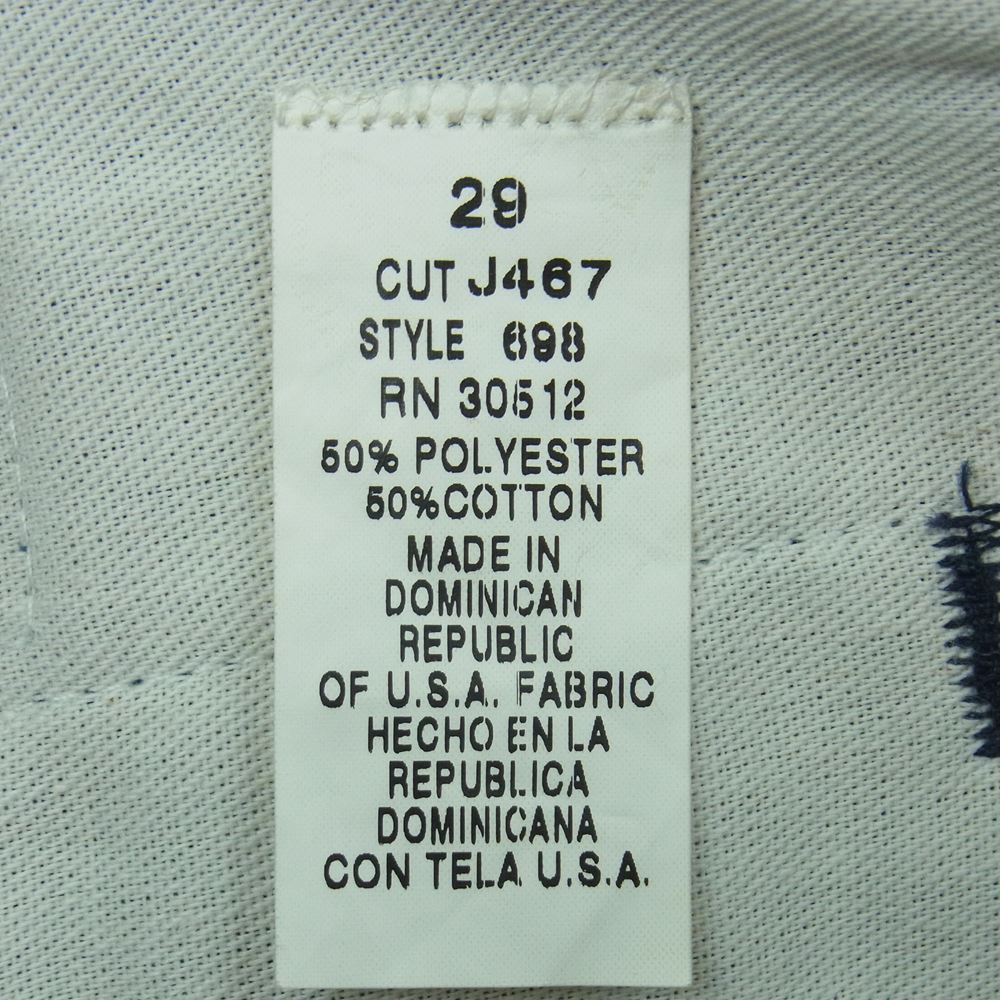 29
CUT J467
STYLE 698
RN 30512
50% POLYESTER
50%COTTON
MADE IN
DOMINICAN
REPUBLIC
OF U.S.A. FABRIC
HECHO EN LA
REPUBLICA
DOMINICANA
CON TELA U.S.A.